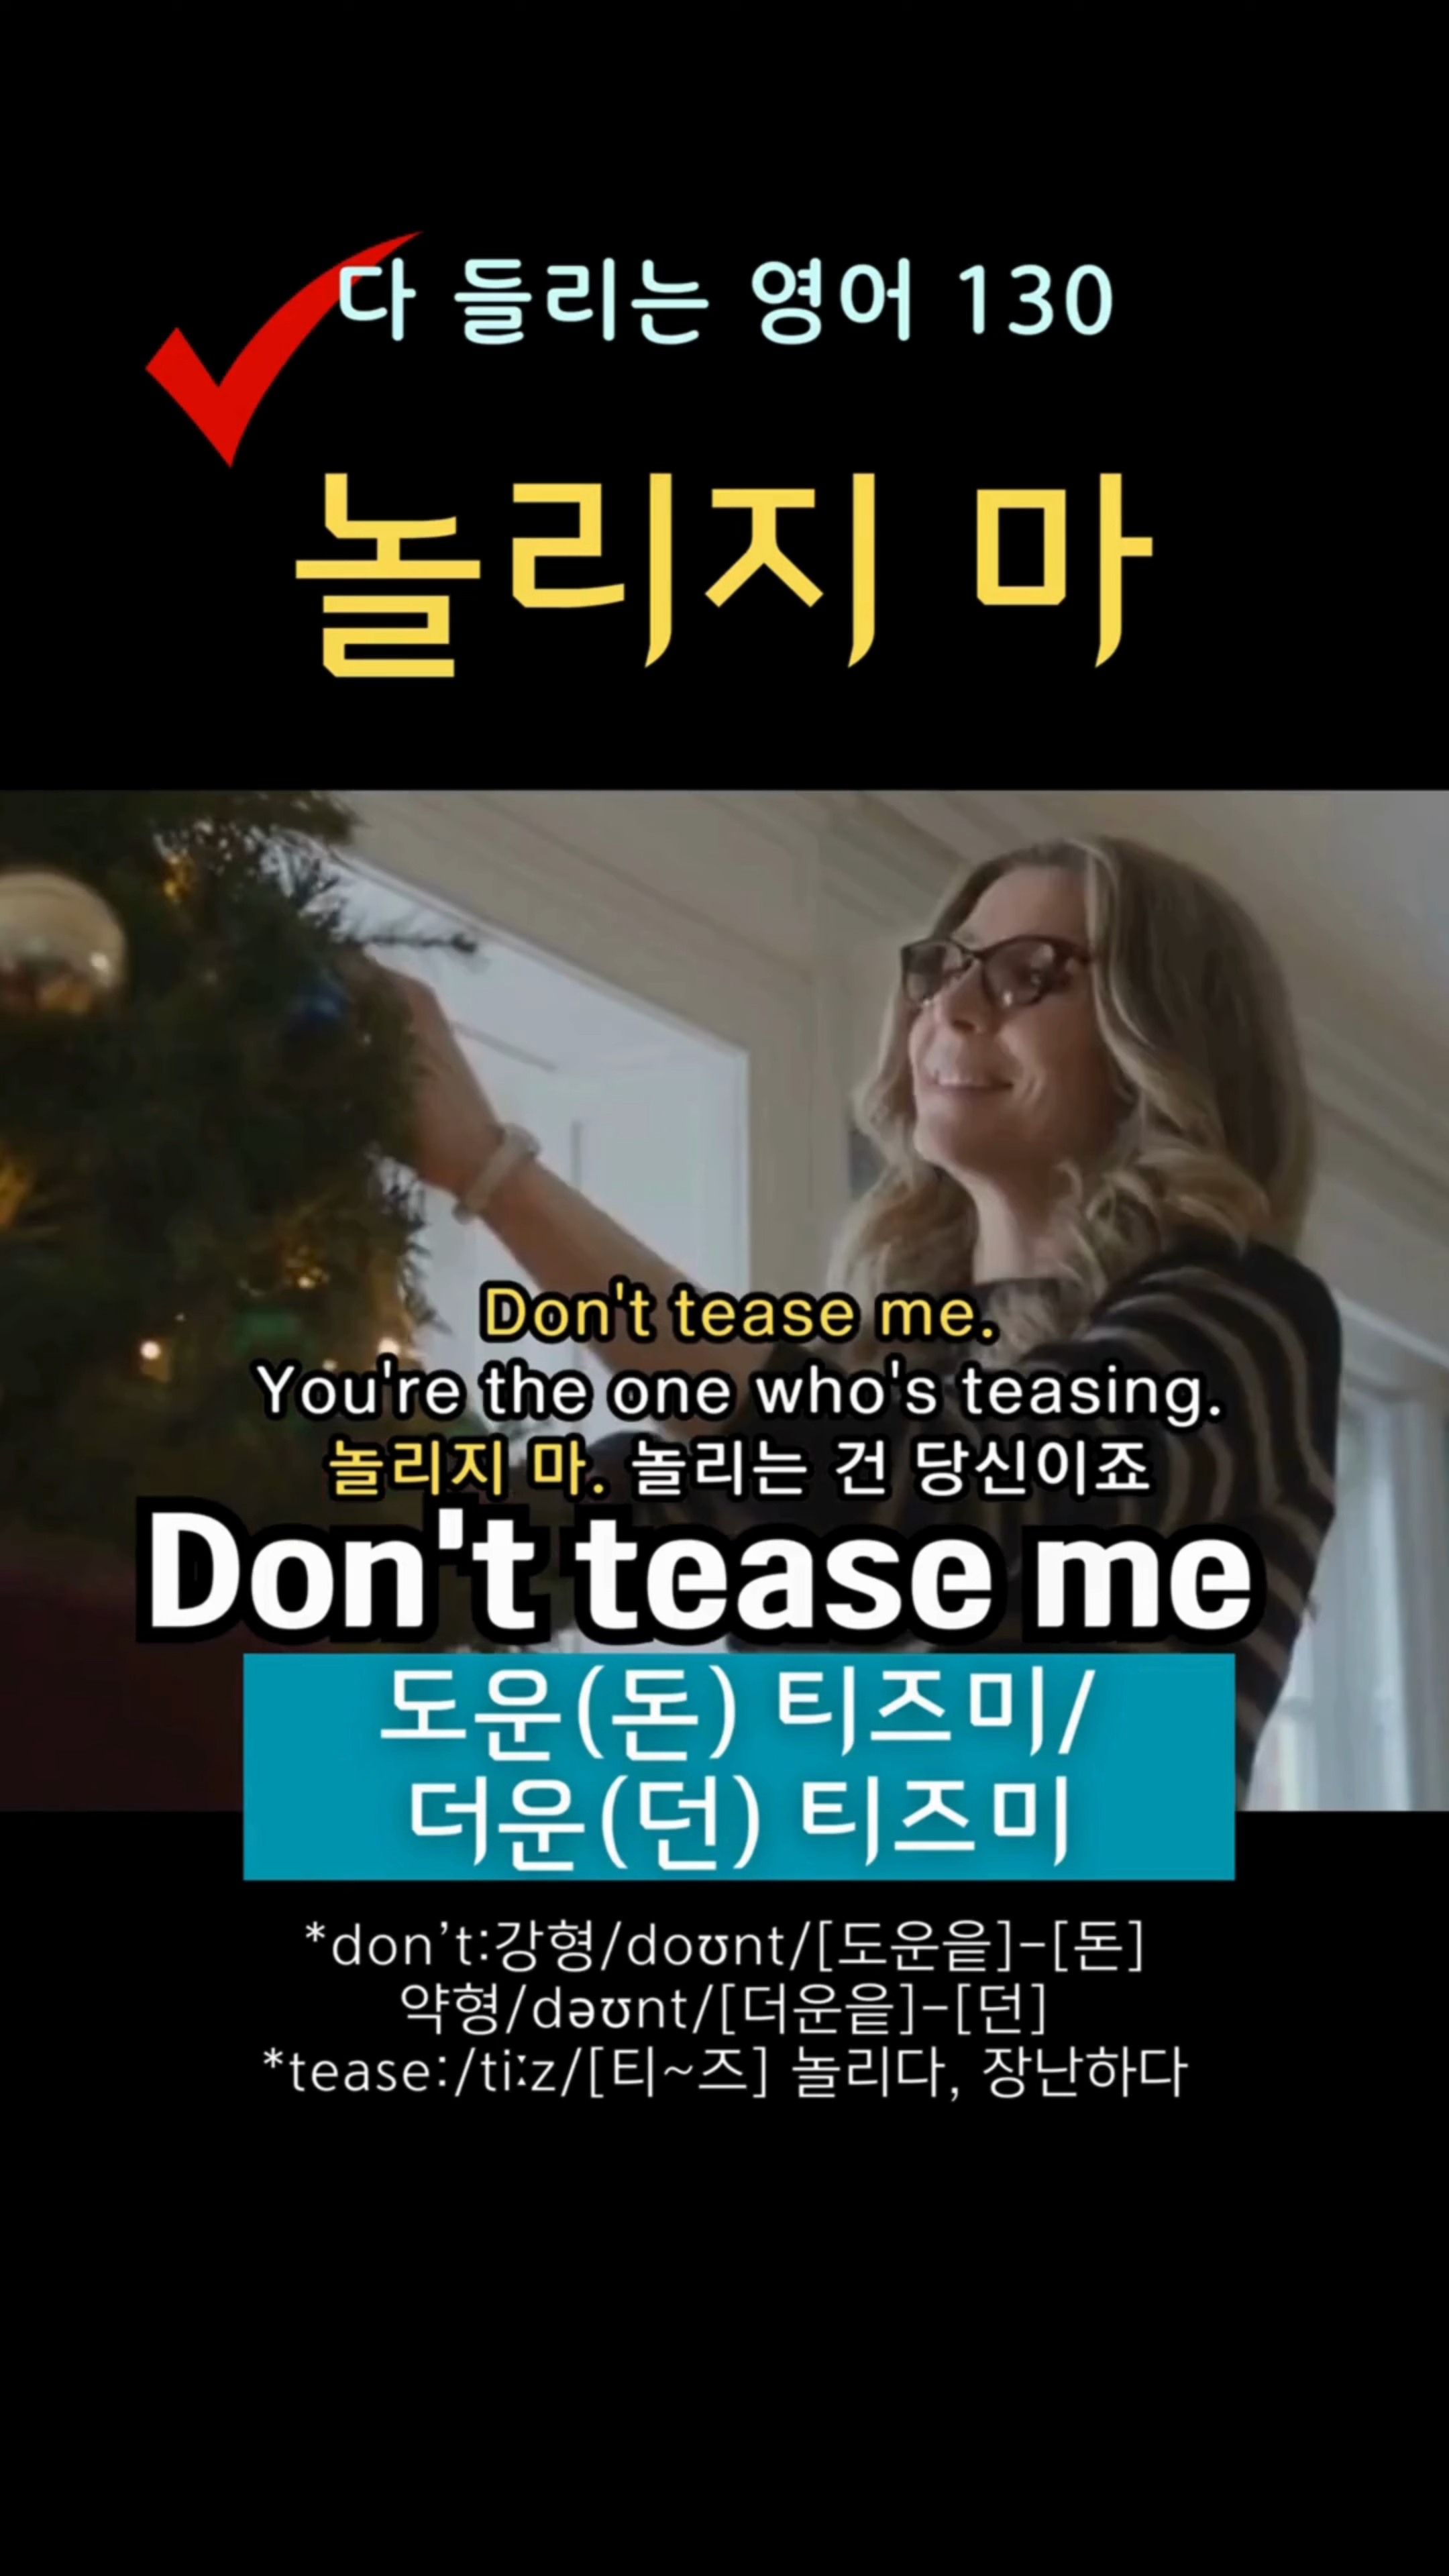 다 들리는 영어 130
놀리지 마
Don't tease me.
You're the one who's teasing.
놀리지 마. 놀리는 건 당신이죠
Don't tease me
도운(돈) 티즈미/
더운(던) 티즈미
*don’t:강형/doʊnt/[도운읕]-[돈]
약형/dəʊnt/[더운읕]-[던]
*tease:/tiːz/[티~즈] 놀리다, 장난하다